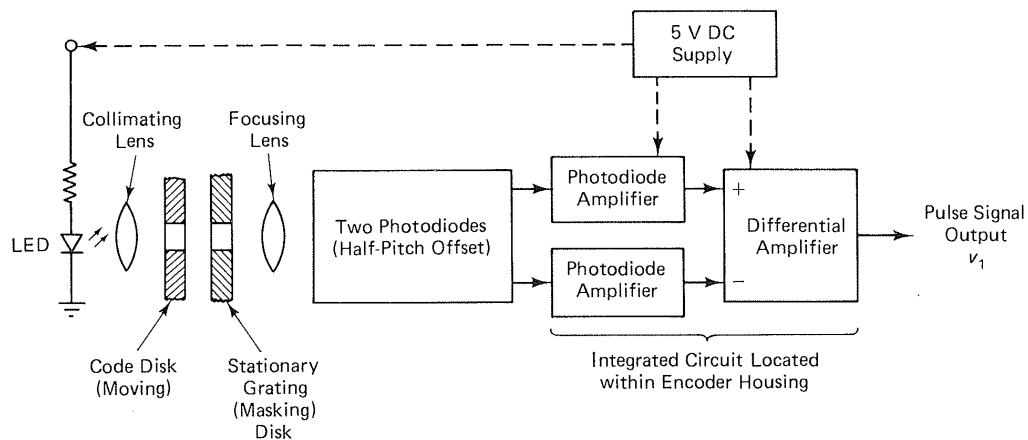 5 V DC
Supply
Collimating
Lens
Focusing
Lens
LED
Two Photodiodes
(Half-Pitch Offset)
Photodiode
Amplifier
Photodiode
Amplifier
+
−
Differential
Amplifier
Pulse Signal
Output
v₁
Code Disk
(Moving)
Stationary
Grating
(Masking)
Disk
Integrated Circuit Located
within Encoder Housing